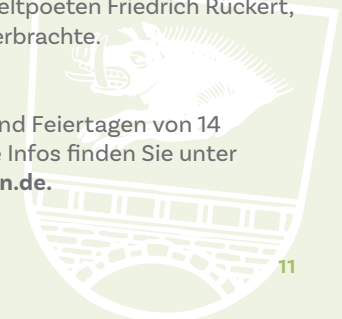 eltpoeten Friedrich Rückert,
erbrachte.
nd Feiertagen von 14
Infos finden Sie unter
n.de.
11